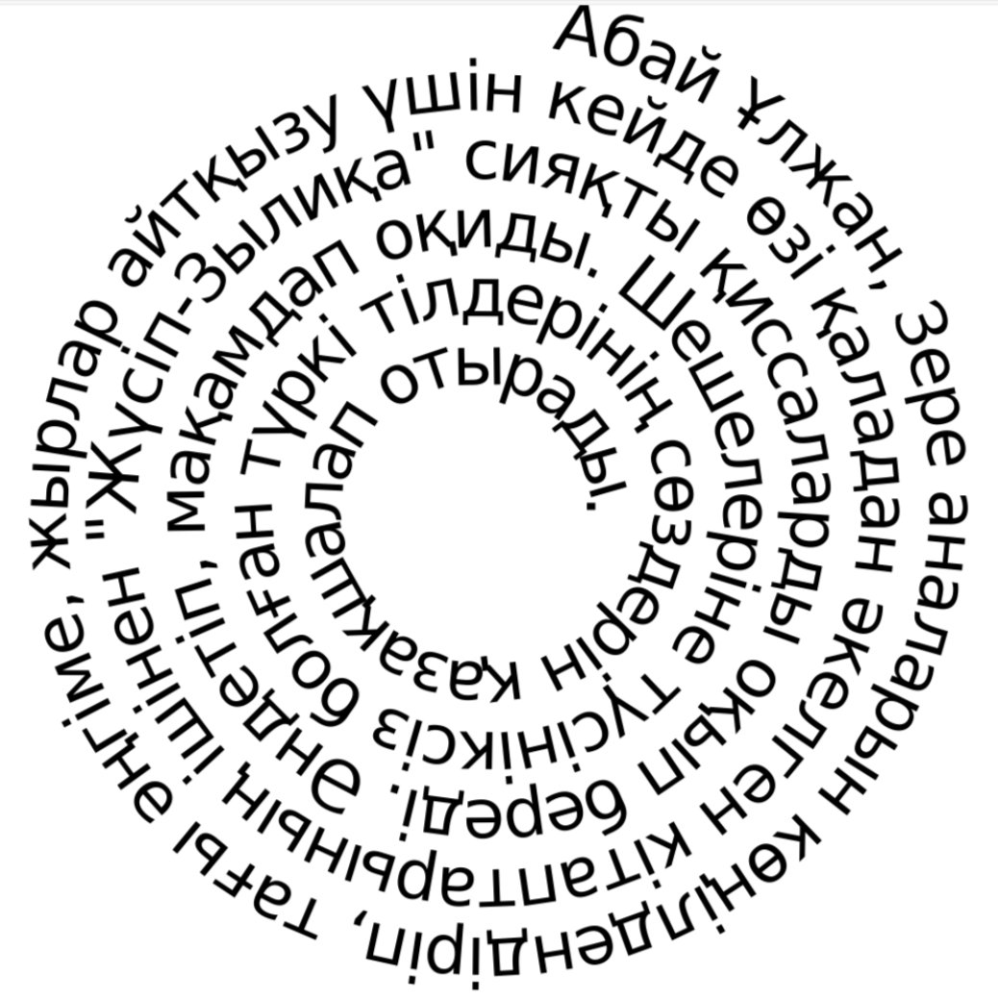 Абай Ұлжан, Зере аналарын көңілдендіріп, тағы әңгіме, жырлар айтқызу үшін кейде өзі қаладан әкелген кітаптарының ішінен "Жүсіп-Зылиқа" сияқты қиссаларды оқып береді. Әндетіп, мақамдап оқиды. Шешелеріне түсініксіз болған түркі тілдерінің сөздерін қазақшалап отырады.